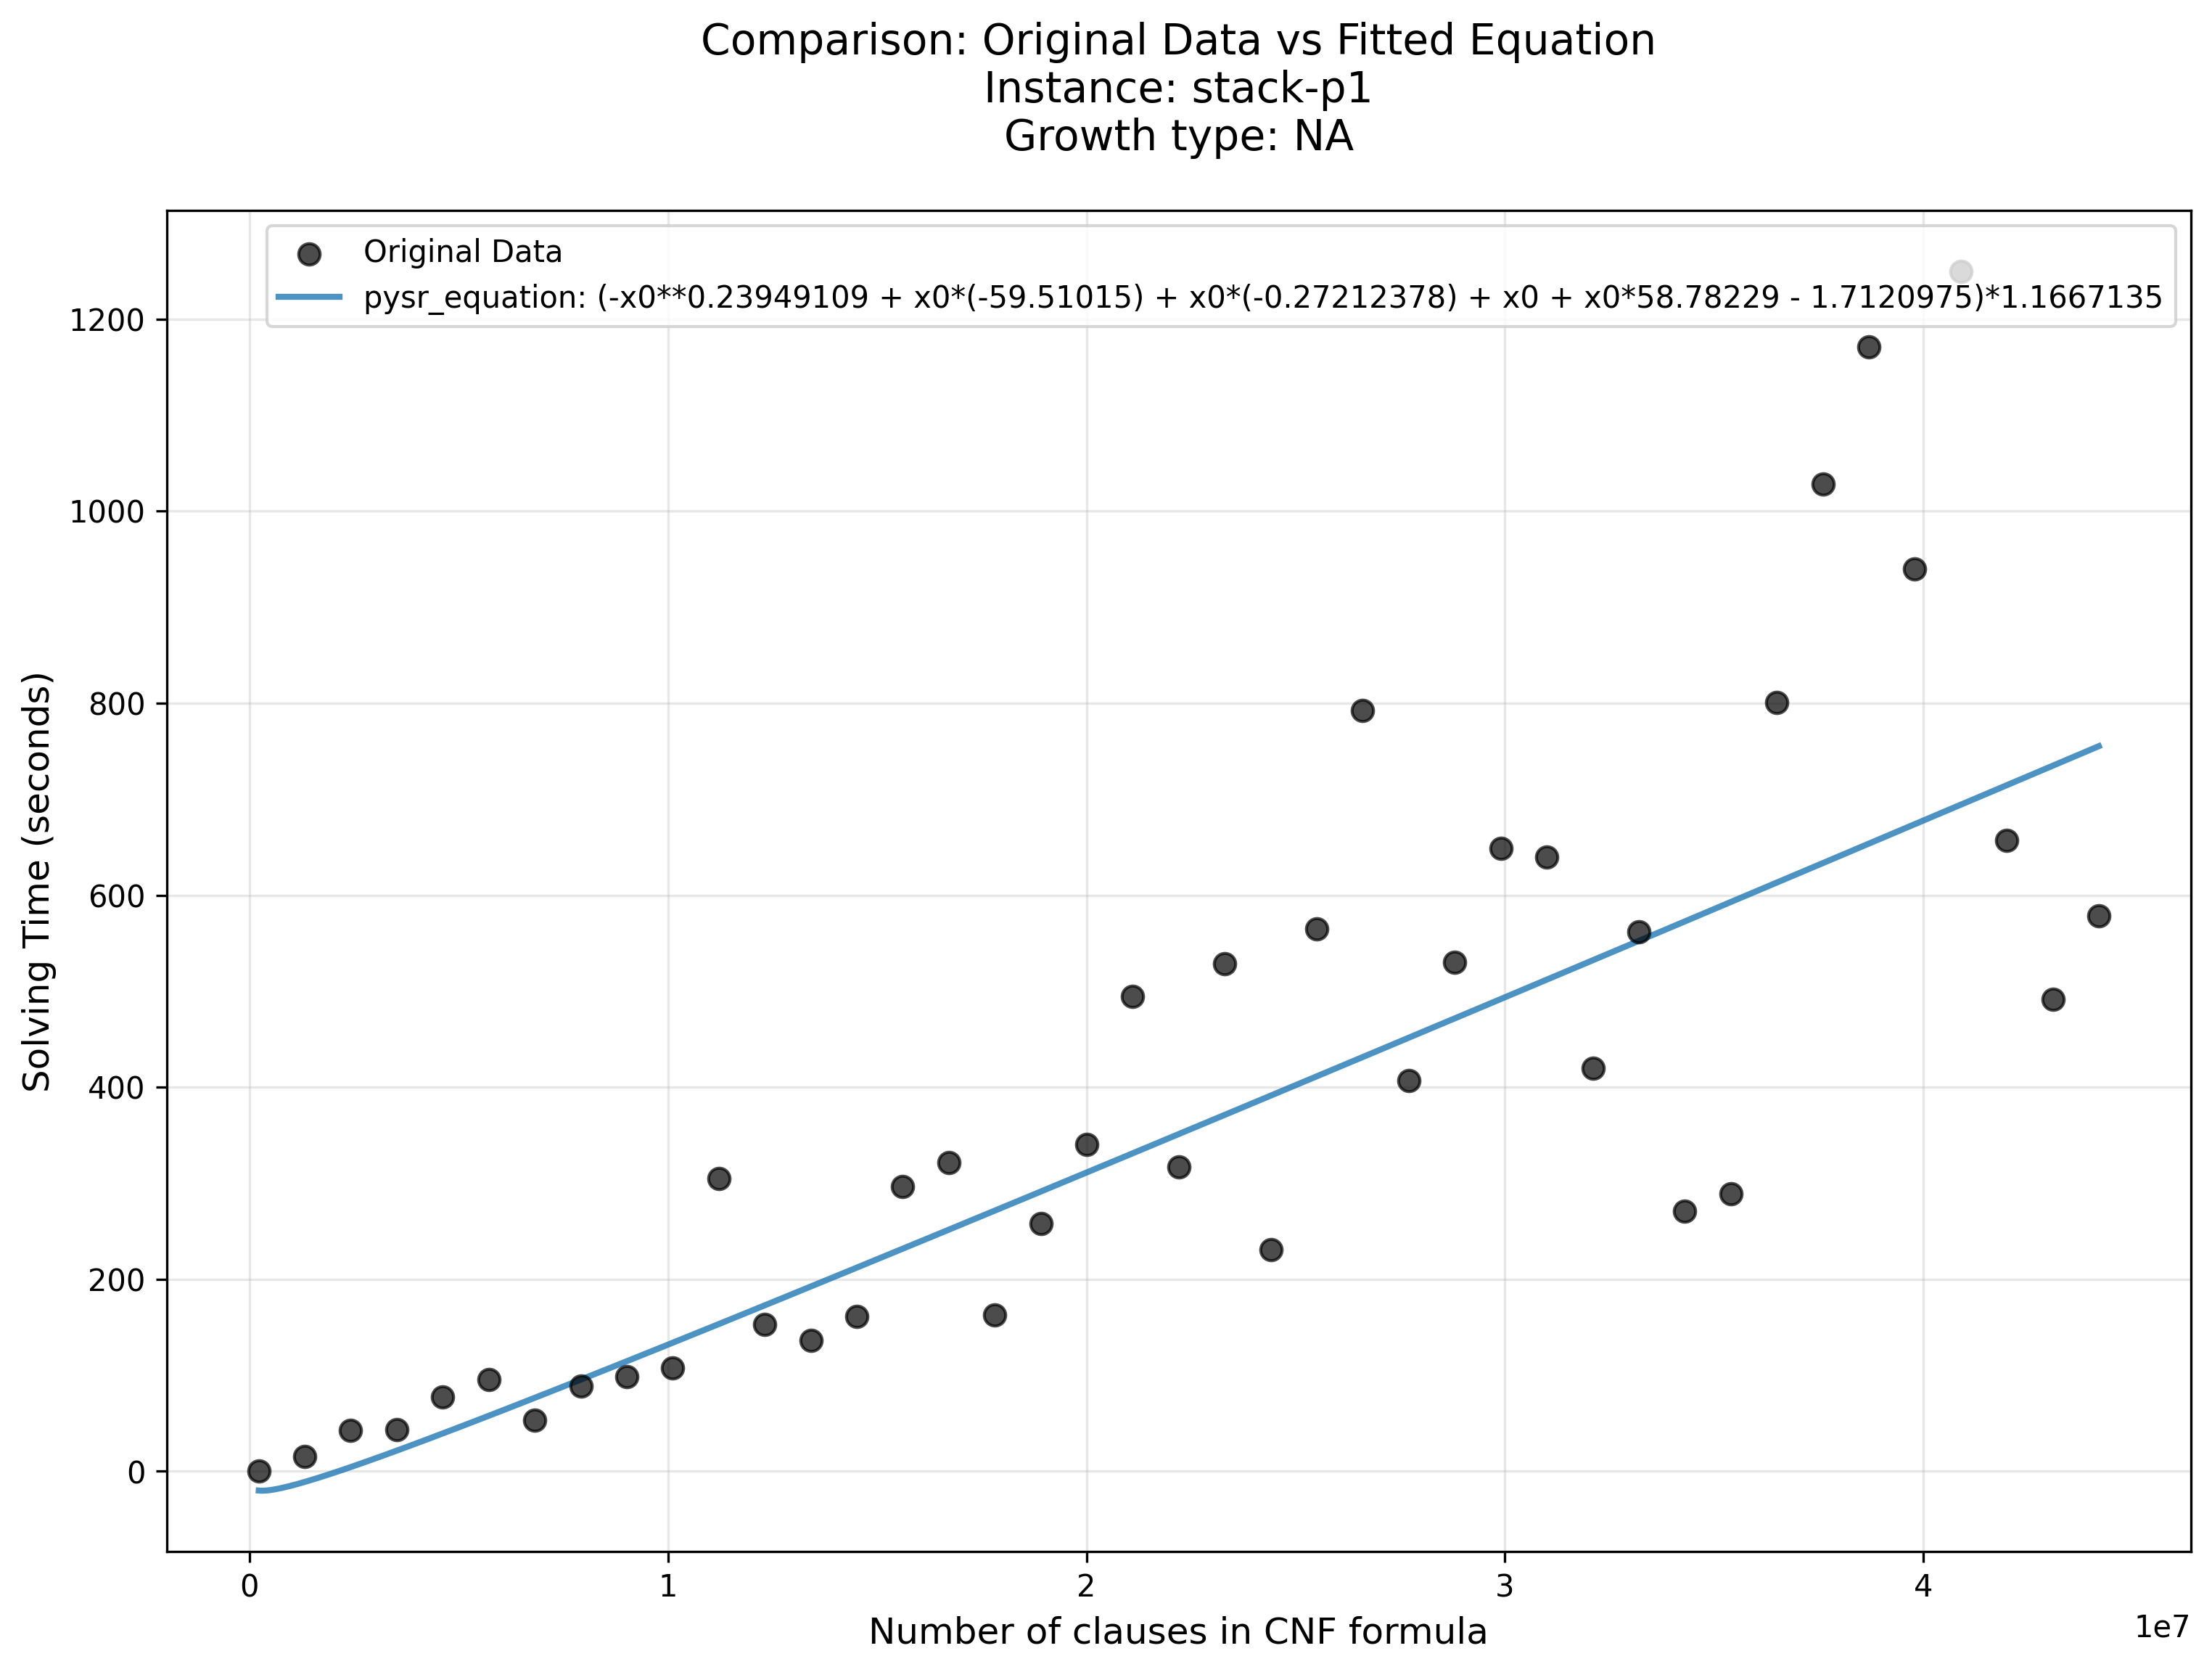 Comparison: Original Data vs Fitted Equation
Instance: stack-p1
Growth type: NA
Original Data
pysr_equation: (-x0**0.23949109 + x0*(-59.51015) + x0*(-0.27212378) + x0 + x0*58.78229 - 1.7120975)*1.1667135
1200
1000
800
600
400
200
0
Solving Time (seconds)
0 1 2 3 4
1e7
Number of clauses in CNF formula